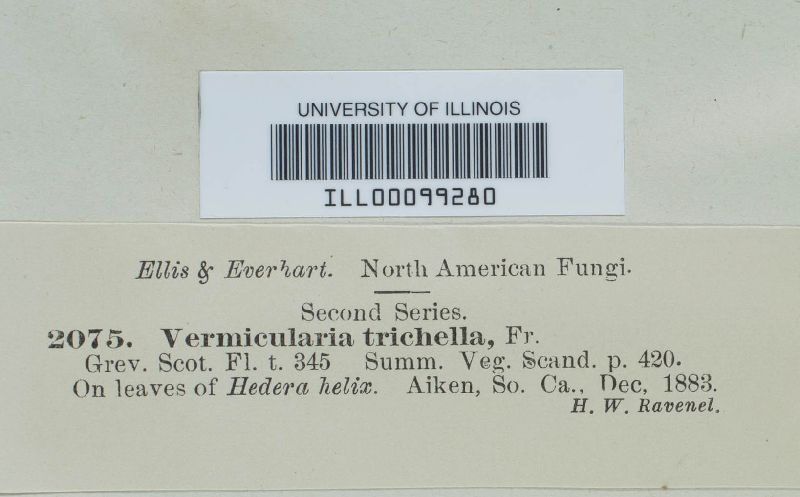 UNIVERSITY OF ILLINOIS
ILL00099280
Ellis & Everhart. North American Fungi.
Second Series.
2075. Vermicularia trichella, Fr.
Grev. Scot. Fl. t. 345 Summ. Veg. Scand. p. 420.
On leaves of Hedera helix. Aiken, So. Ca., Dec, 1883.
H. W. Ravenel.